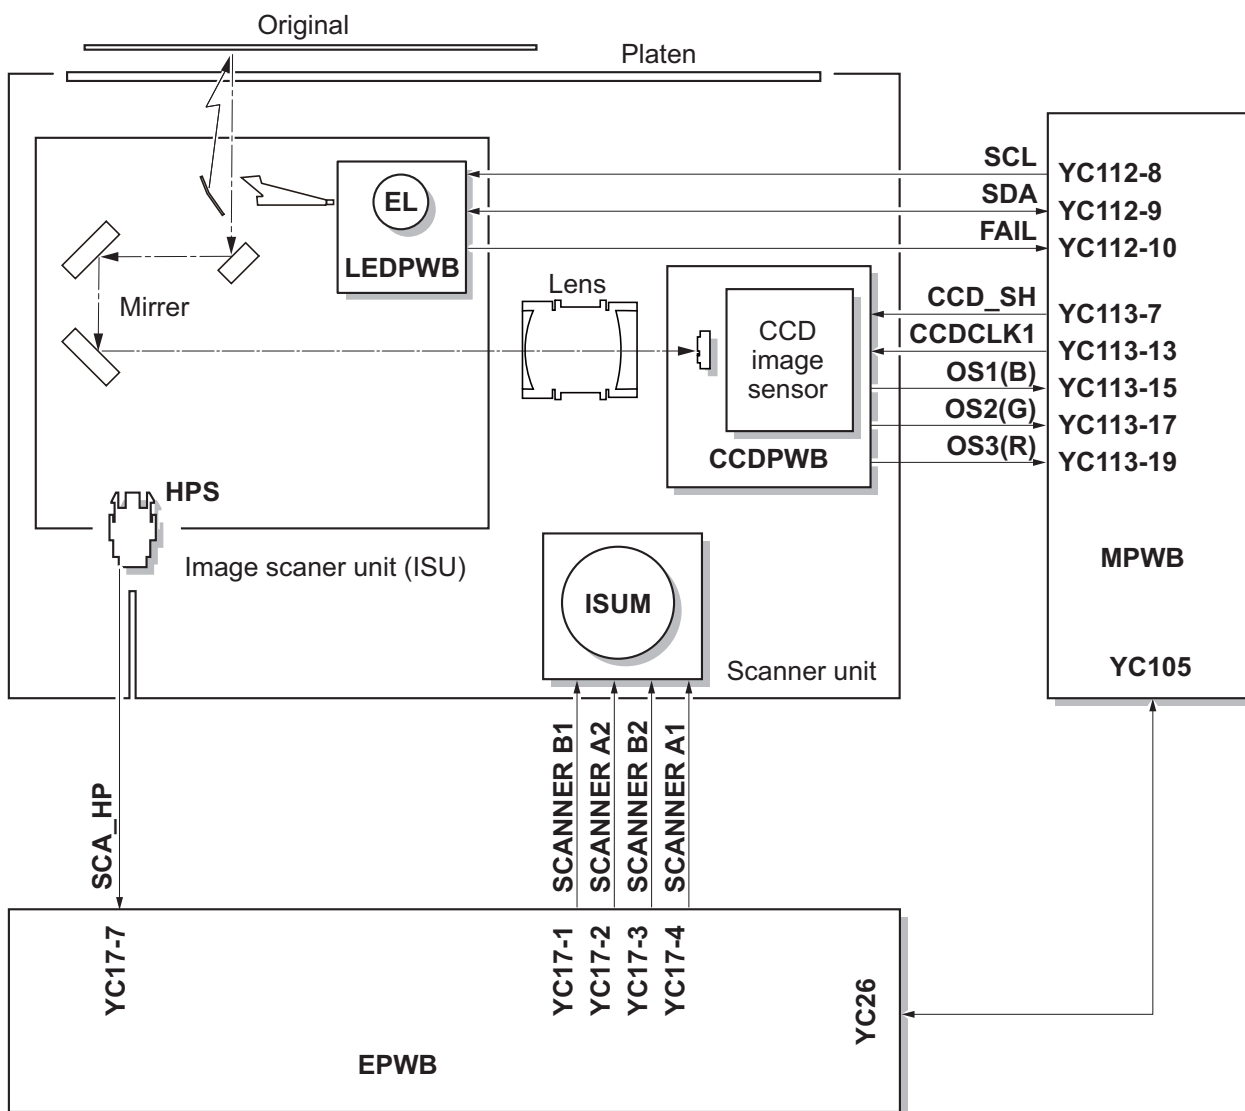 Original
Platen
EL
LEDPWB
Mirrer
Lens
CCD
image
sensor
CCDPWB
HPS
Image scaner unit (ISU)
ISUM
Scanner unit
SCL
SDA
FAIL
CCD_SH
CCDCLK1
OS1(B)
OS2(G)
OS3(R)
YC112-8
YC112-9
YC112-10
YC113-7
YC113-13
YC113-15
YC113-17
YC113-19
MPWB
YC105
SCA_HP
SCANNER B1
SCANNER A2
SCANNER B2
SCANNER A1
YC17-7
YC17-1
YC17-2
YC17-3
YC17-4
YC26
EPWB